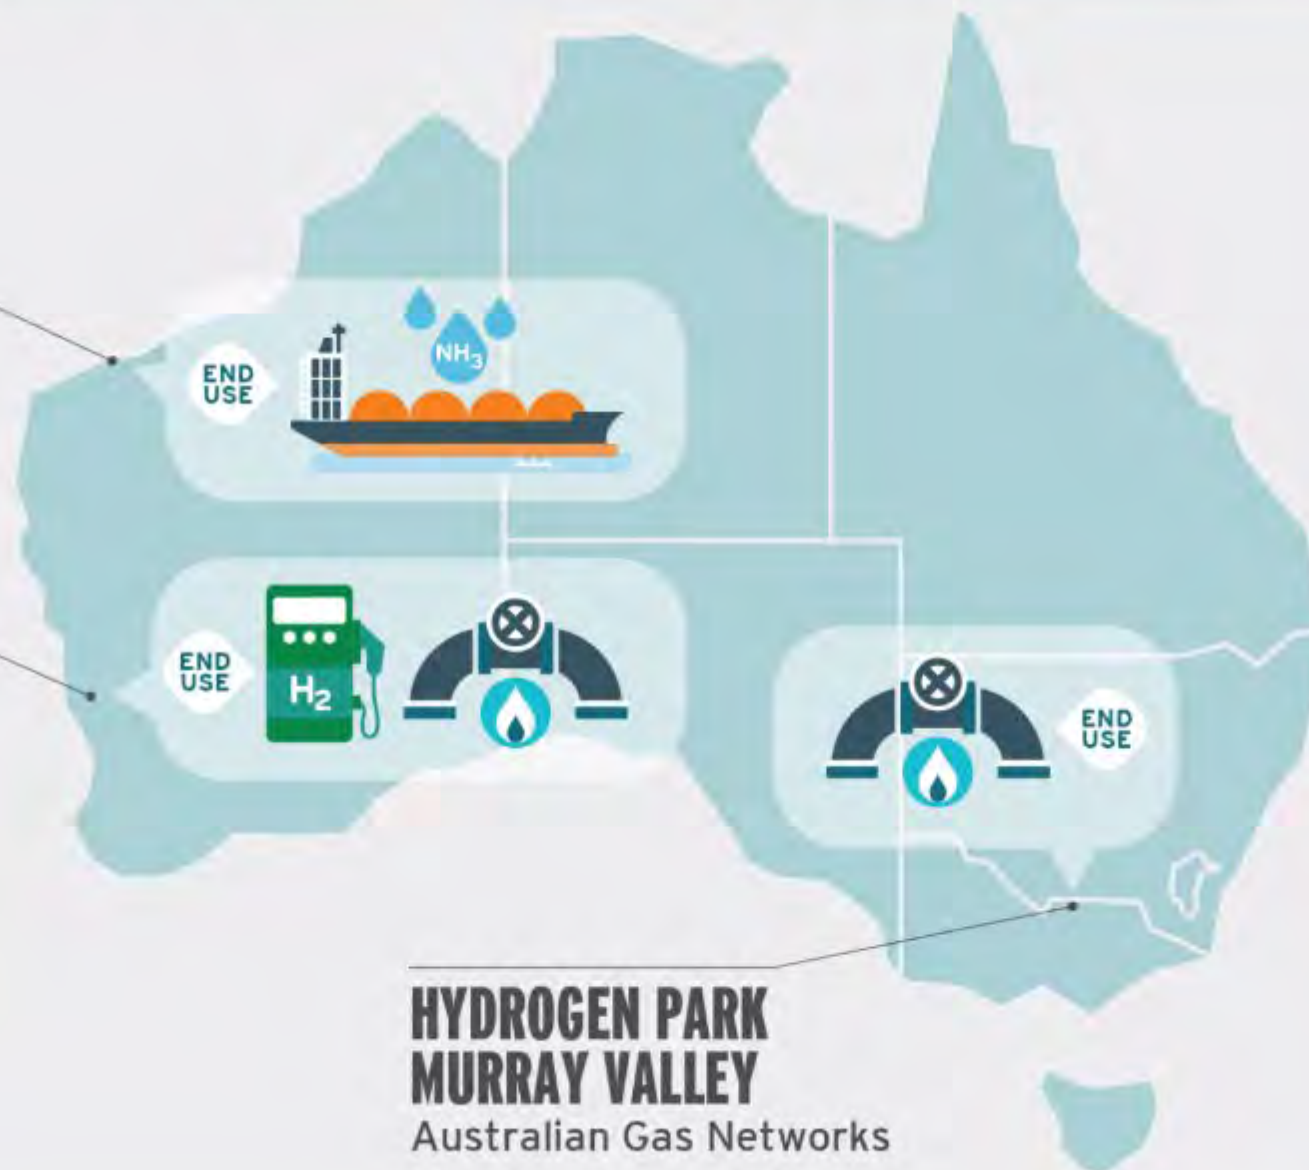 END
USE
NH₃
END
USE
H₂
END
USE
HYDROGEN PARK
MURRAY VALLEY
Australian Gas Networks